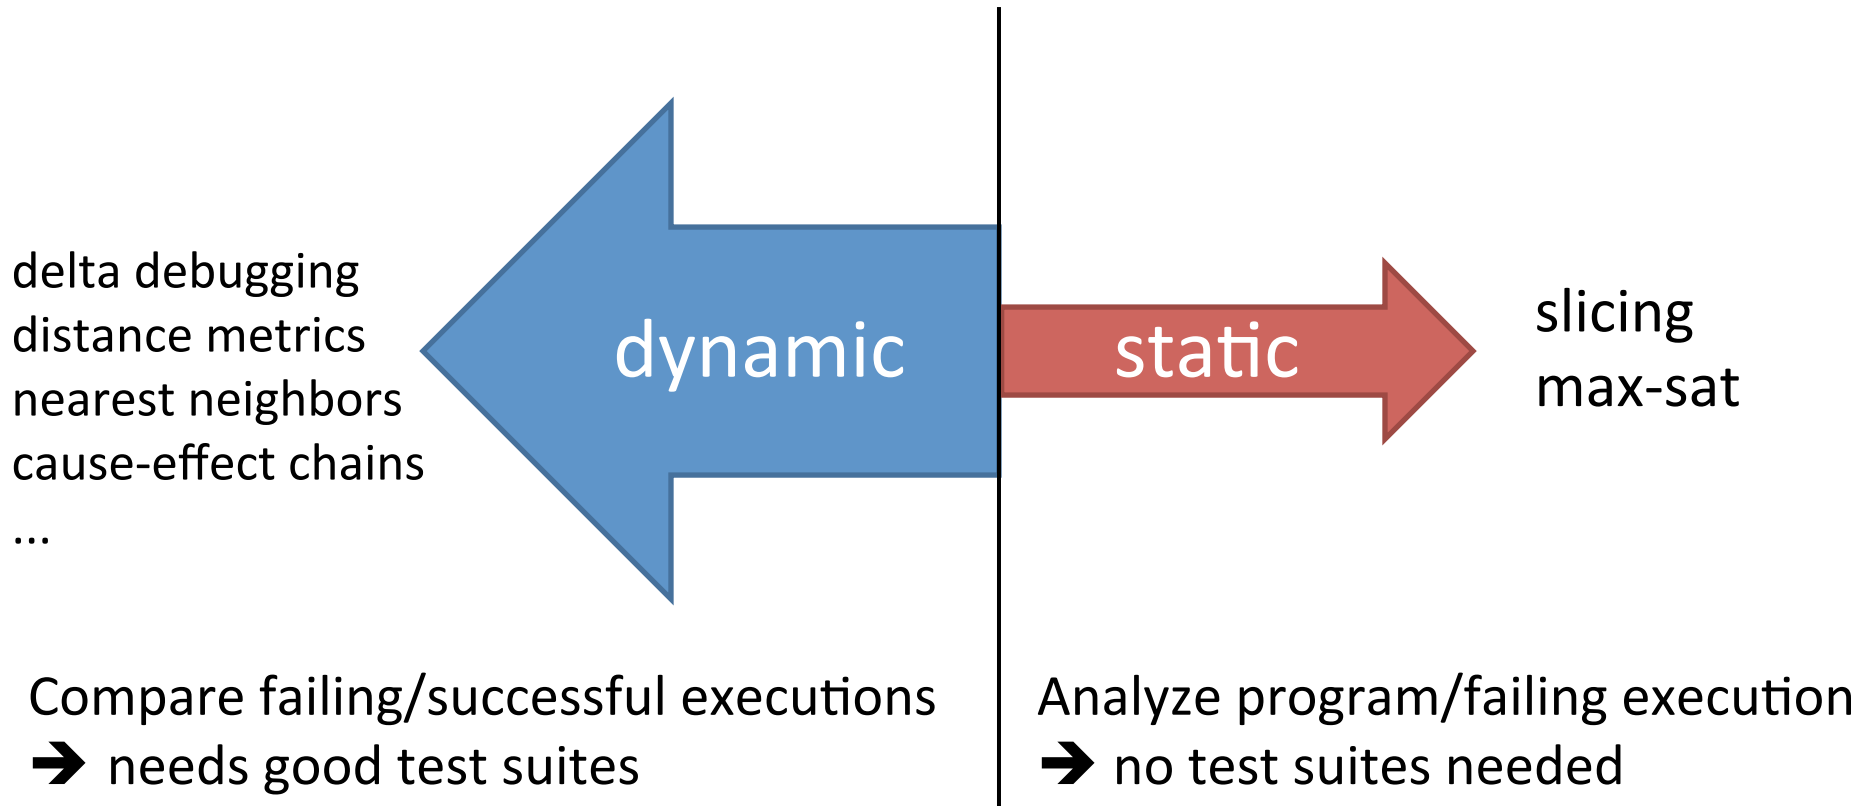 delta debugging
distance metrics
nearest neighbors
cause-effect chains
...
dynamic
Compare failing/successful executions
➔ needs good test suites
static
slicing
max-sat
Analyze program/failing execution
➔ no test suites needed